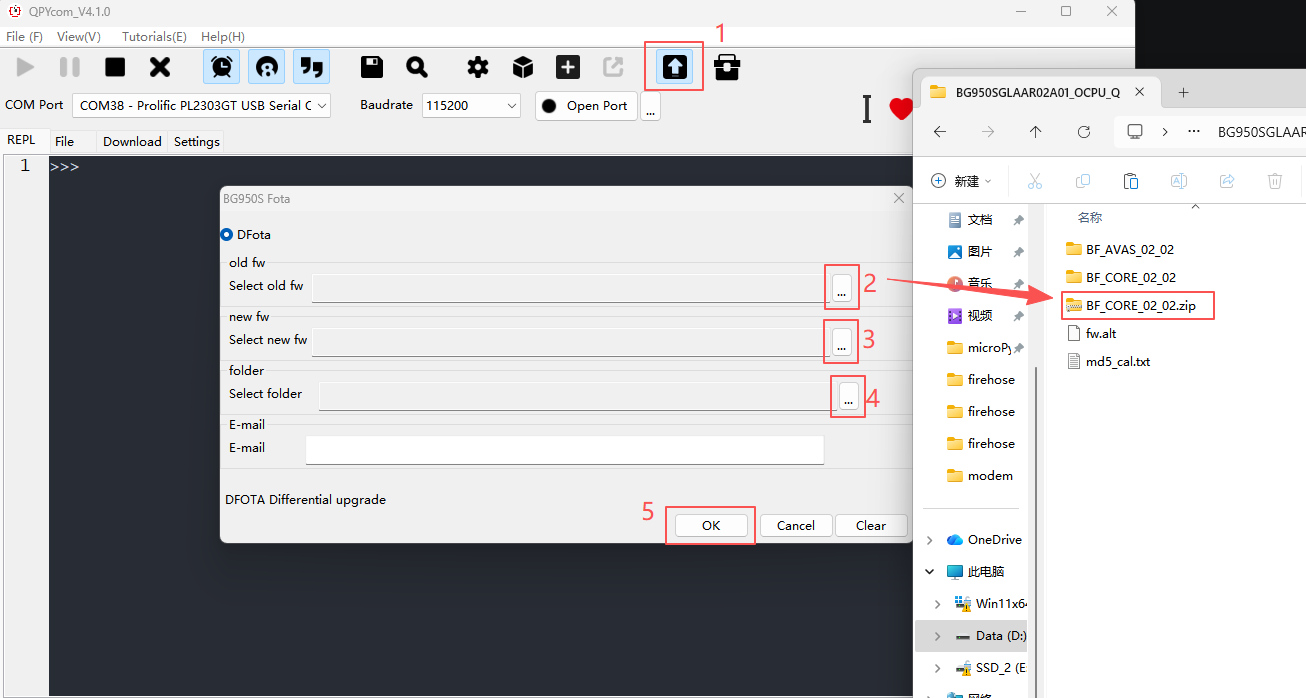 QPYcom_V4.1.0
File (F) View(V) Tutorials(E) Help(H)
1
COM Port COM38 - Prolific PL2303GT USB Serial C Baudrate 115200 Open Port ...
REPL File Download Settings
1 >>>
BG950S Fota
DFota
old fw
Select old fw ... 2
new fw
Select new fw ... 3
folder
Select folder ... 4
E-mail
E-mail
DFOTA Differential upgrade
5 OK Cancel Clear
BG950SGLAAR02A01_OCPU_Q
BG950SGLAAR
新建
文档
图片
音乐
视频
microPy
firehose
firehose
firehose
modem
OneDrive
此电脑
Win11x64
Data (D:)
SSD_2 (E:
网络
名称
BF_AVAS_02_02
BF_CORE_02_02
BF_CORE_02_02.zip
fw.alt
md5_cal.txt